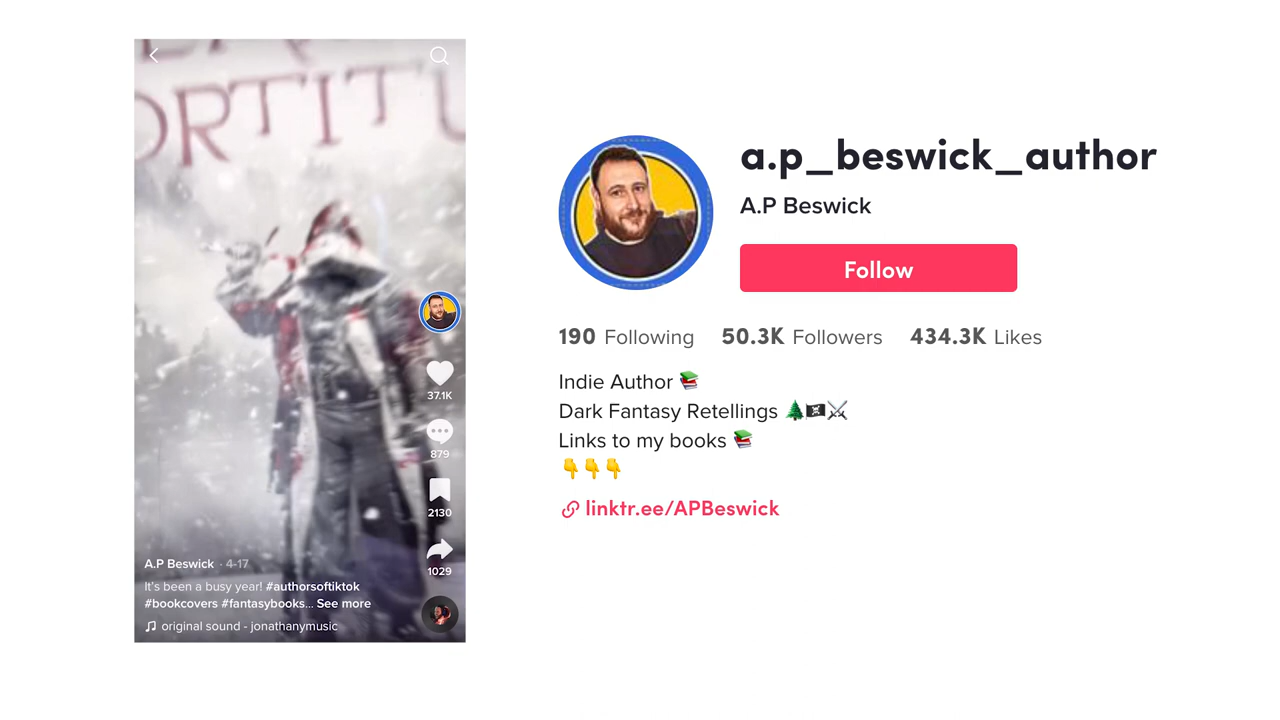 ORTITU
37.1K
879
2130
1029
A.P Beswick · 4-17
It's been a busy year! #authorsoftiktok
#bookcovers #fantasybooks... See more
original sound - jonathanymusic
a.p_beswick_author
A.P Beswick
Follow
190 Following 50.3K Followers 434.3K Likes
Indie Author 📚
Dark Fantasy Retellings 🌲🏴‍☠️⚔️
Links to my books 📚
👇👇👇
linktr.ee/APBeswick